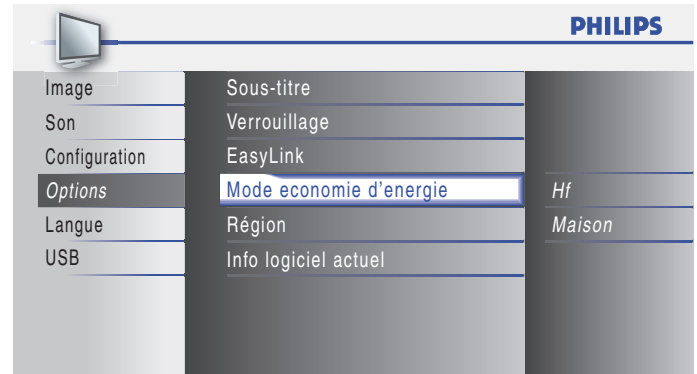 PHILIPS
Image
Son
Configuration
Options
Langue
USB
Sous-titre
Verrouillage
EasyLink
Mode economie d'energie
Région
Info logiciel actuel
Hf
Maison